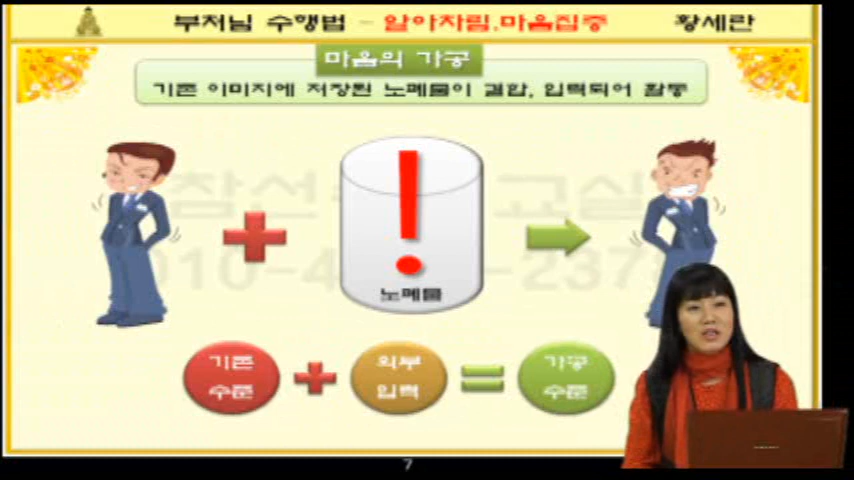 부처님 수행법 - 알아차림.마음집중 황세란
마음의 가공
기존 이미지에 저장된 노폐물이 결합, 입력되어 활동
노폐물
기존 수준
외부 입력
가공 수준
7